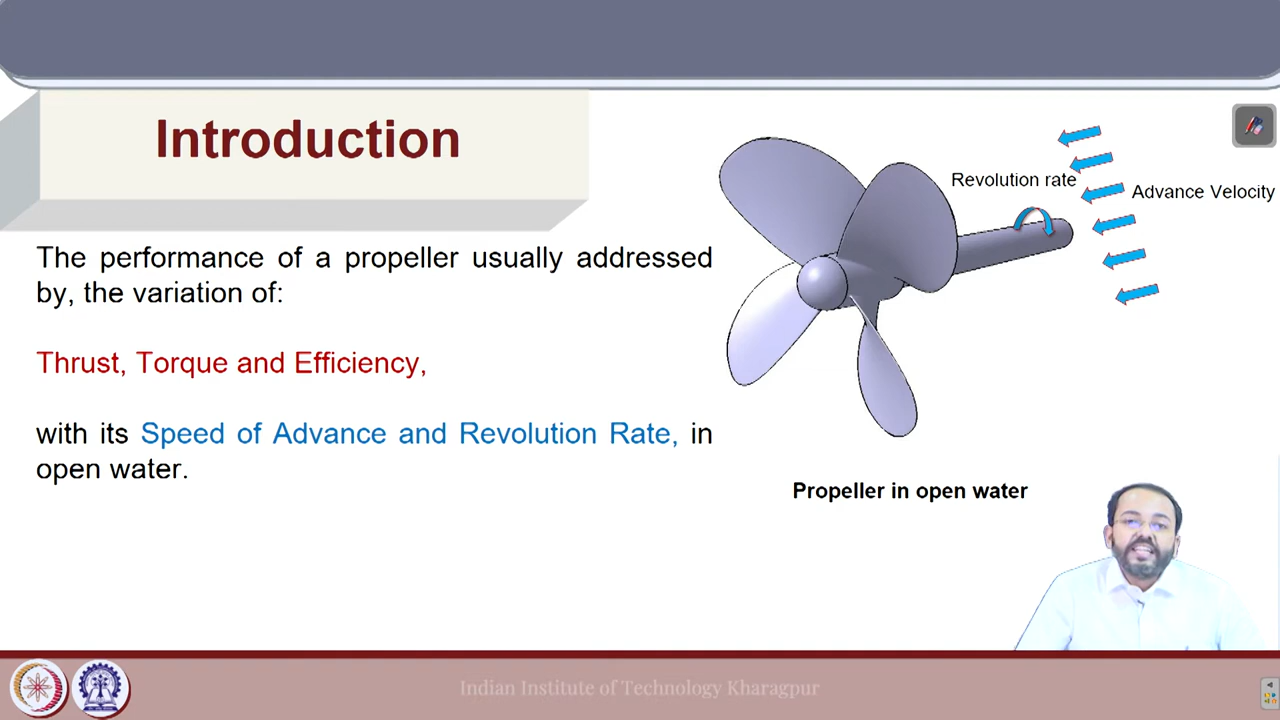 Introduction
The performance of a propeller usually addressed
by, the variation of:
Thrust, Torque and Efficiency,
with its Speed of Advance and Revolution Rate, in
open water.
Revolution rate
Advance Velocity
Propeller in open water
Indian Institute of Technology Kharagpur